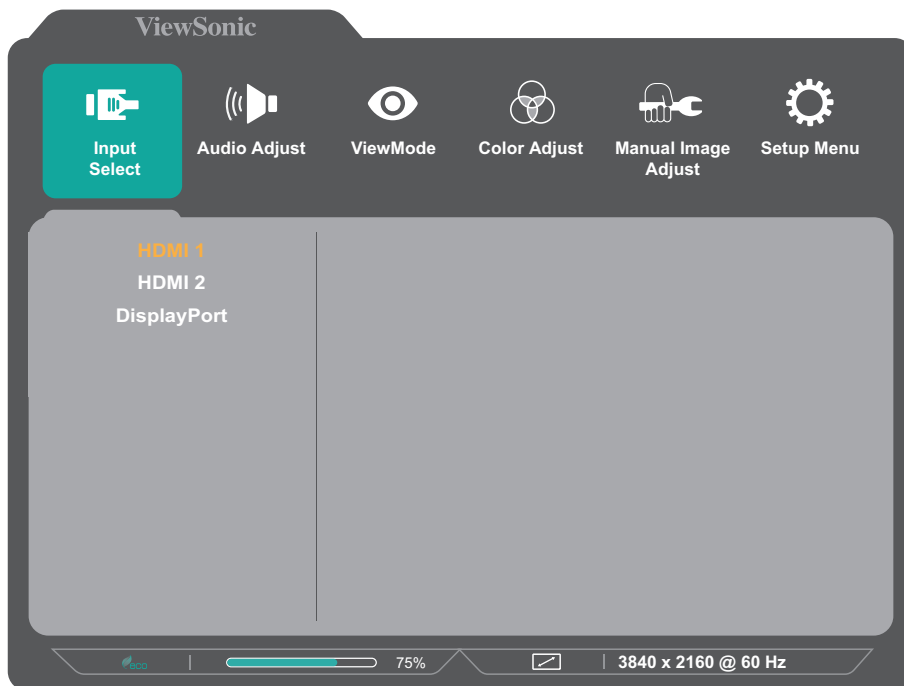 ViewSonic
Input
Select
Audio Adjust
ViewMode
Color Adjust
Manual Image
Adjust
Setup Menu
HDMI 1
HDMI 2
DisplayPort
eco
75%
3840 x 2160 @ 60 Hz